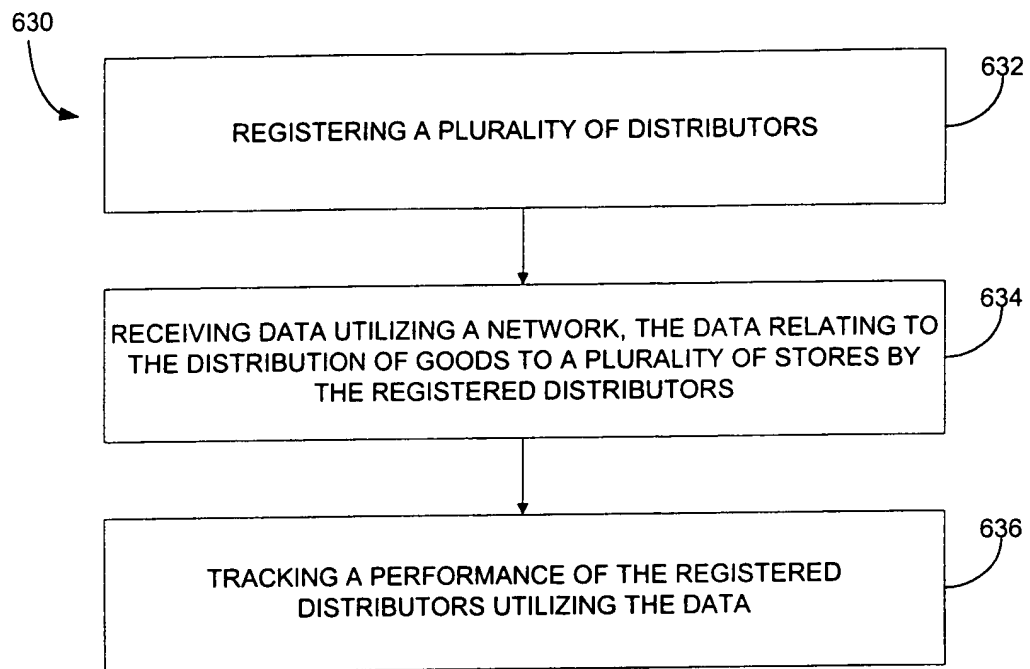 630
632
REGISTERING A PLURALITY OF DISTRIBUTORS
634
RECEIVING DATA UTILIZING A NETWORK, THE DATA RELATING TO
THE DISTRIBUTION OF GOODS TO A PLURALITY OF STORES BY
THE REGISTERED DISTRIBUTORS
636
TRACKING A PERFORMANCE OF THE REGISTERED
DISTRIBUTORS UTILIZING THE DATA